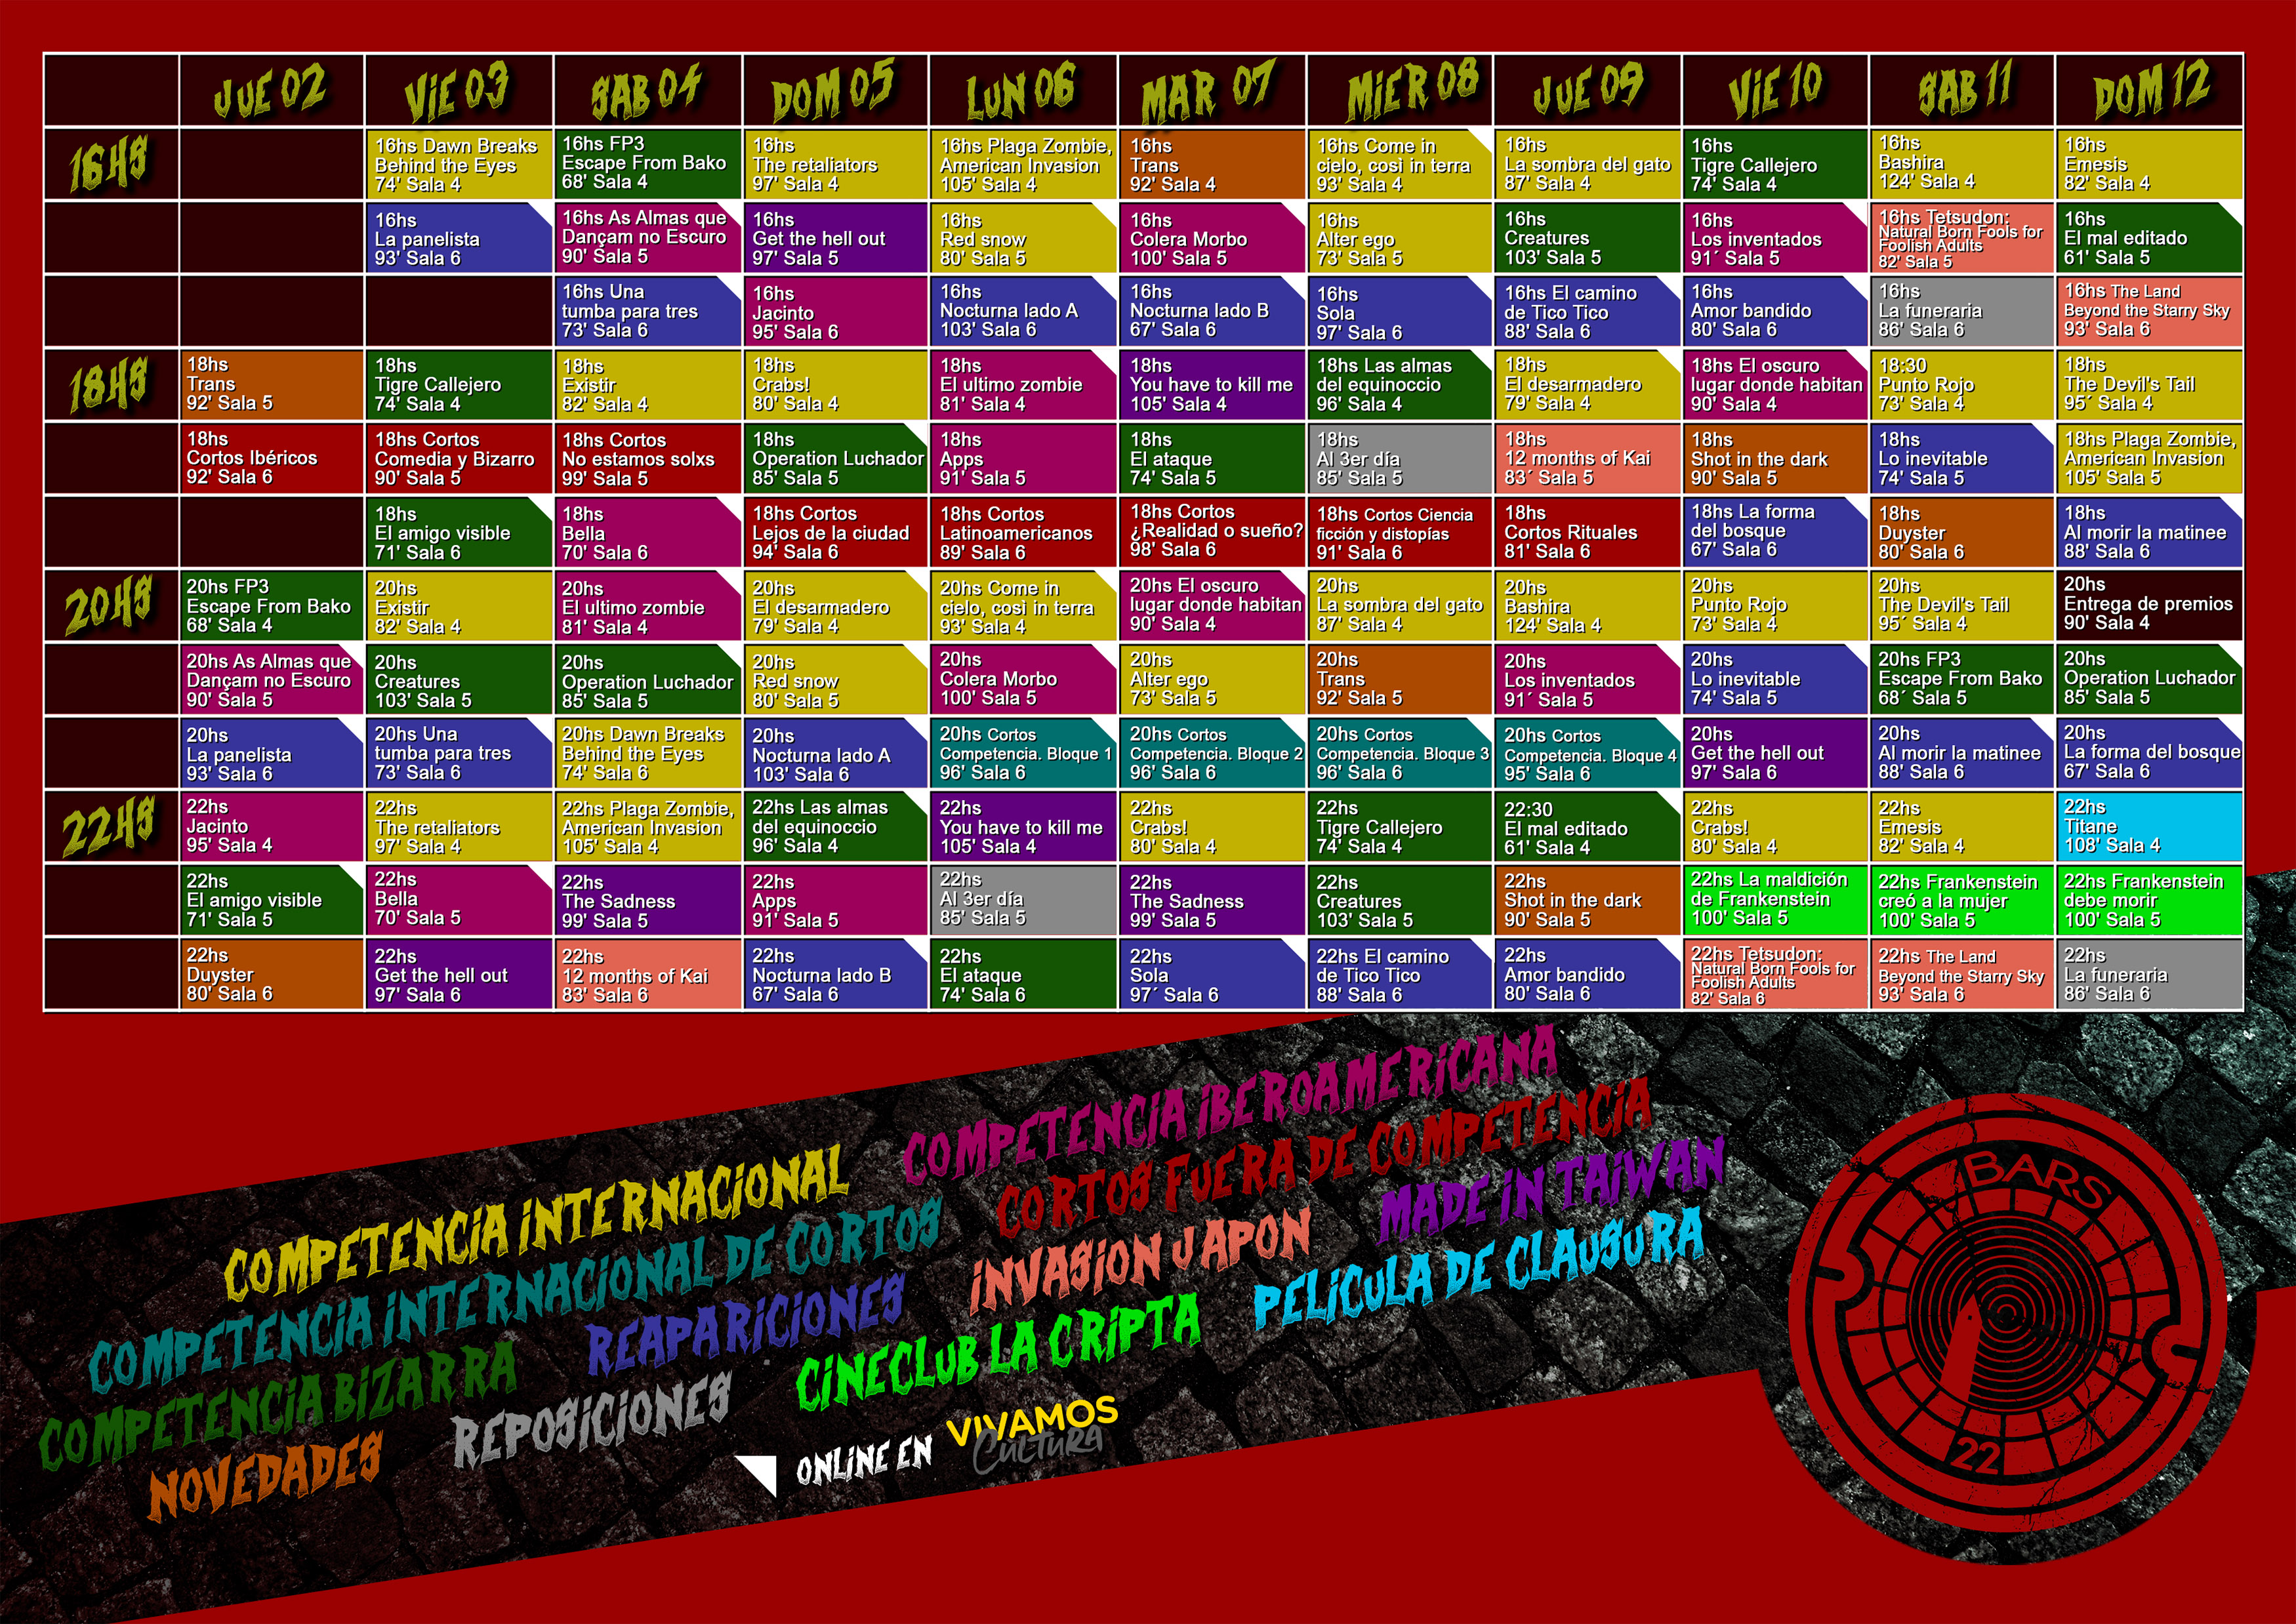 JUE 02
VIE 03
SAB 04
DOM 05
LUN 06
MAR 07
MIER 08
JUE 09
VIE 10
SAB 11
DOM 12
16HS
16hs Dawn Breaks
Behind the Eyes
74' Sala 4
16hs FP3
Escape From Bako
68' Sala 4
16hs
The retaliators
97' Sala 4
16hs Plaga Zombie,
American Invasion
105' Sala 4
16hs
Trans
92' Sala 4
16hs Come in
cielo, così in terra
93' Sala 4
16hs
La sombra del gato
87' Sala 4
16hs
Tigre Callejero
74' Sala 4
16hs
Bashira
124' Sala 4
16hs
Emesis
82' Sala 4
16hs
La panelista
93' Sala 6
16hs As Almas que
Dançam no Escuro
90' Sala 5
16hs
Get the hell out
97' Sala 5
16hs
Red snow
80' Sala 5
16hs
Colera Morbo
100' Sala 5
16hs
Alter ego
73' Sala 5
16hs
Creatures
103' Sala 5
16hs
Los inventados
91´ Sala 5
16hs Tetsudon:
Natural Born Fools for
Foolish Adults
82' Sala 5
16hs
El mal editado
61' Sala 5
16hs Una
tumba para tres
73' Sala 6
16hs
Jacinto
95' Sala 6
16hs
Nocturna lado A
103' Sala 6
16hs
Nocturna lado B
67' Sala 6
16hs
Sola
97' Sala 6
16hs El camino
de Tico Tico
88' Sala 6
16hs
Amor bandido
80' Sala 6
16hs
La funeraria
86' Sala 6
16hs The Land
Beyond the Starry Sky
93' Sala 6
18HS
18hs
Trans
92' Sala 5
18hs
Tigre Callejero
74' Sala 4
18hs
Existir
82' Sala 4
18hs
Crabs!
80' Sala 4
18hs
El ultimo zombie
81' Sala 4
18hs
You have to kill me
105' Sala 4
18hs Las almas
del equinoccio
96' Sala 4
18hs
El desarmadero
79' Sala 4
18hs El oscuro
lugar donde habitan
90' Sala 4
18:30
Punto Rojo
73' Sala 4
18hs
The Devil's Tail
95´ Sala 4
18hs
Cortos Ibéricos
92' Sala 6
18hs Cortos
Comedia y Bizarro
90' Sala 5
18hs Cortos
No estamos solxs
99' Sala 5
18hs
Operation Luchador
85' Sala 5
18hs
Apps
91' Sala 5
18hs
El ataque
74' Sala 5
18hs
Al 3er día
85' Sala 5
18hs
12 months of Kai
83´ Sala 5
18hs
Shot in the dark
90' Sala 5
18hs
Lo inevitable
74' Sala 5
18hs Plaga Zombie,
American Invasion
105' Sala 5
18hs
El amigo visible
71' Sala 6
18hs
Bella
70' Sala 6
18hs Cortos
Lejos de la ciudad
94' Sala 6
18hs Cortos
Latinoamericanos
89' Sala 6
18hs Cortos
¿Realidad o sueño?
98' Sala 6
18hs Cortos Ciencia
ficción y distopías
91' Sala 6
18hs
Cortos Rituales
81' Sala 6
18hs La forma
del bosque
67' Sala 6
18hs
Duyster
80' Sala 6
18hs
Al morir la matinee
88' Sala 6
20HS
20hs FP3
Escape From Bako
68' Sala 4
20hs
Existir
82' Sala 4
20hs
El ultimo zombie
81' Sala 4
20hs
El desarmadero
79' Sala 4
20hs Come in
cielo, così in terra
93' Sala 4
20hs El oscuro
lugar donde habitan
90' Sala 4
20hs
La sombra del gato
87' Sala 4
20hs
Bashira
124' Sala 4
20hs
Punto Rojo
73' Sala 4
20hs
The Devil's Tail
95´ Sala 4
20hs
Entrega de premios
90' Sala 4
20hs As Almas que
Dançam no Escuro
90' Sala 5
20hs
Creatures
103' Sala 5
20hs
Operation Luchador
85' Sala 5
20hs
Red snow
80' Sala 5
20hs
Colera Morbo
100' Sala 5
20hs
Alter ego
73' Sala 5
20hs
Trans
92' Sala 5
20hs
Los inventados
91´ Sala 5
20hs
Lo inevitable
74' Sala 5
20hs FP3
Escape From Bako
68´ Sala 5
20hs
Operation Luchador
85' Sala 5
20hs
La panelista
93' Sala 6
20hs Una
tumba para tres
73' Sala 6
20hs Dawn Breaks
Behind the Eyes
74' Sala 6
20hs
Nocturna lado A
103' Sala 6
20hs Cortos
Competencia. Bloque 1
96' Sala 6
20hs Cortos
Competencia. Bloque 2
96' Sala 6
20hs Cortos
Competencia. Bloque 3
96' Sala 6
20hs Cortos
Competencia. Bloque 4
95' Sala 6
20hs
Get the hell out
97' Sala 6
20hs
Al morir la matinee
88' Sala 6
20hs
La forma del bosque
67' Sala 6
22HS
22hs
Jacinto
95' Sala 4
22hs
The retaliators
97' Sala 4
22hs Plaga Zombie,
American Invasion
105' Sala 4
22hs Las almas
del equinoccio
96' Sala 4
22hs
You have to kill me
105' Sala 4
22hs
Crabs!
80' Sala 4
22hs
Tigre Callejero
74' Sala 4
22:30
El mal editado
61' Sala 4
22hs
Crabs!
80' Sala 4
22hs
Emesis
82' Sala 4
22hs
Titane
108' Sala 4
22hs
El amigo visible
71' Sala 5
22hs
Bella
70' Sala 5
22hs
The Sadness
99' Sala 5
22hs
Apps
91' Sala 5
22hs
Al 3er día
85' Sala 5
22hs
The Sadness
99' Sala 5
22hs
Creatures
103' Sala 5
22hs
Shot in the dark
90' Sala 5
22hs La maldición
de Frankenstein
100' Sala 5
22hs Frankenstein
creó a la mujer
100' Sala 5
22hs Frankenstein
debe morir
100' Sala 5
22hs
Duyster
80' Sala 6
22hs
Get the hell out
97' Sala 6
22hs
12 months of Kai
83' Sala 6
22hs
Nocturna lado B
67' Sala 6
22hs
El ataque
74' Sala 6
22hs
Sola
97´ Sala 6
22hs El camino
de Tico Tico
88' Sala 6
22hs
Amor bandido
80' Sala 6
22hs Tetsudon:
Natural Born Fools for
Foolish Adults
82' Sala 6
22hs The Land
Beyond the Starry Sky
93' Sala 6
22hs
La funeraria
86' Sala 6
COMPETENCIA INTERNACIONAL
COMPETENCIA IBEROAMERICANA
COMPETENCIA INTERNACIONAL DE CORTOS
CORTOS FUERA DE COMPETENCIA
COMPETENCIA BIZARRA
REAPARICIONES
INVASION JAPON
MADE IN TAIWAN
NOVEDADES
REPOSICIONES
CINECLUB LA CRIPTA
PELICULA DE CLAUSURA
ONLINE EN
VIVAMOS
CULTURA
BARS
22